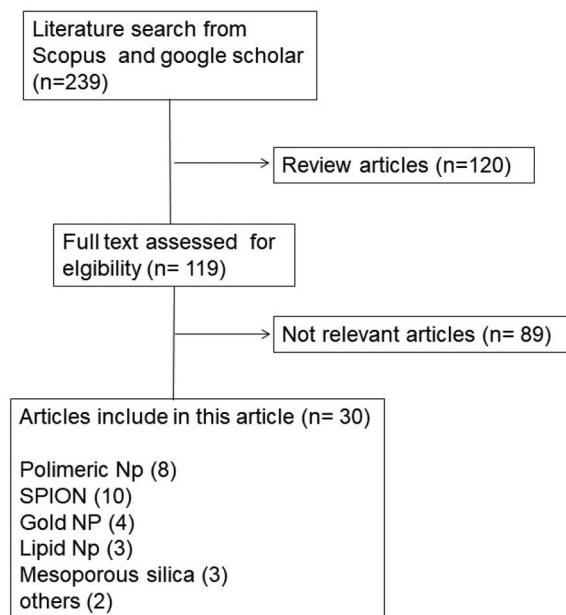 Literature search from
Scopus and google scholar
(n=239)
Review articles (n=120)
Full text assessed for
elgibility (n= 119)
Not relevant articles (n= 89)
Articles include in this article (n= 30)
Polimeric Np (8)
SPION (10)
Gold NP (4)
Lipid Np (3)
Mesoporous silica (3)
others (2)